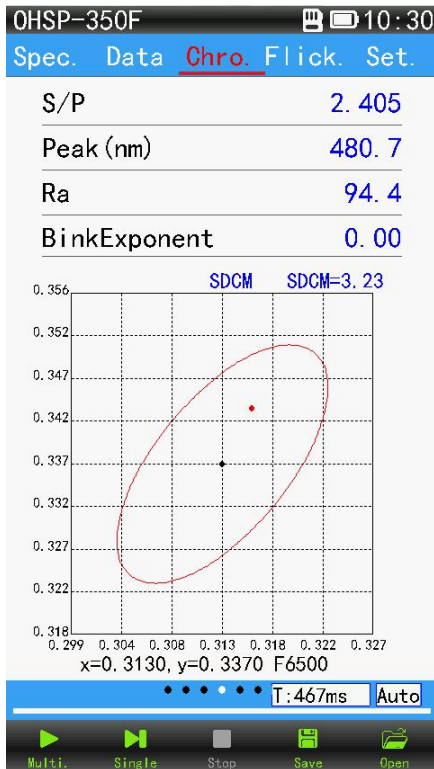 OHSP-350F 10:30
Spec. Data Chro. Flick. Set.
S/P 2.405
Peak(nm) 480.7
Ra 94.4
BinkExponent 0.00
SDCM SDCM=3.23
0.356
0.352
0.347
0.342
0.337
0.332
0.327
0.322
0.318
0.299 0.304 0.308 0.313 0.318 0.322 0.327
x=0.3130, y=0.3370 F6500
T:467ms Auto
Multi. Single Stop Save Open